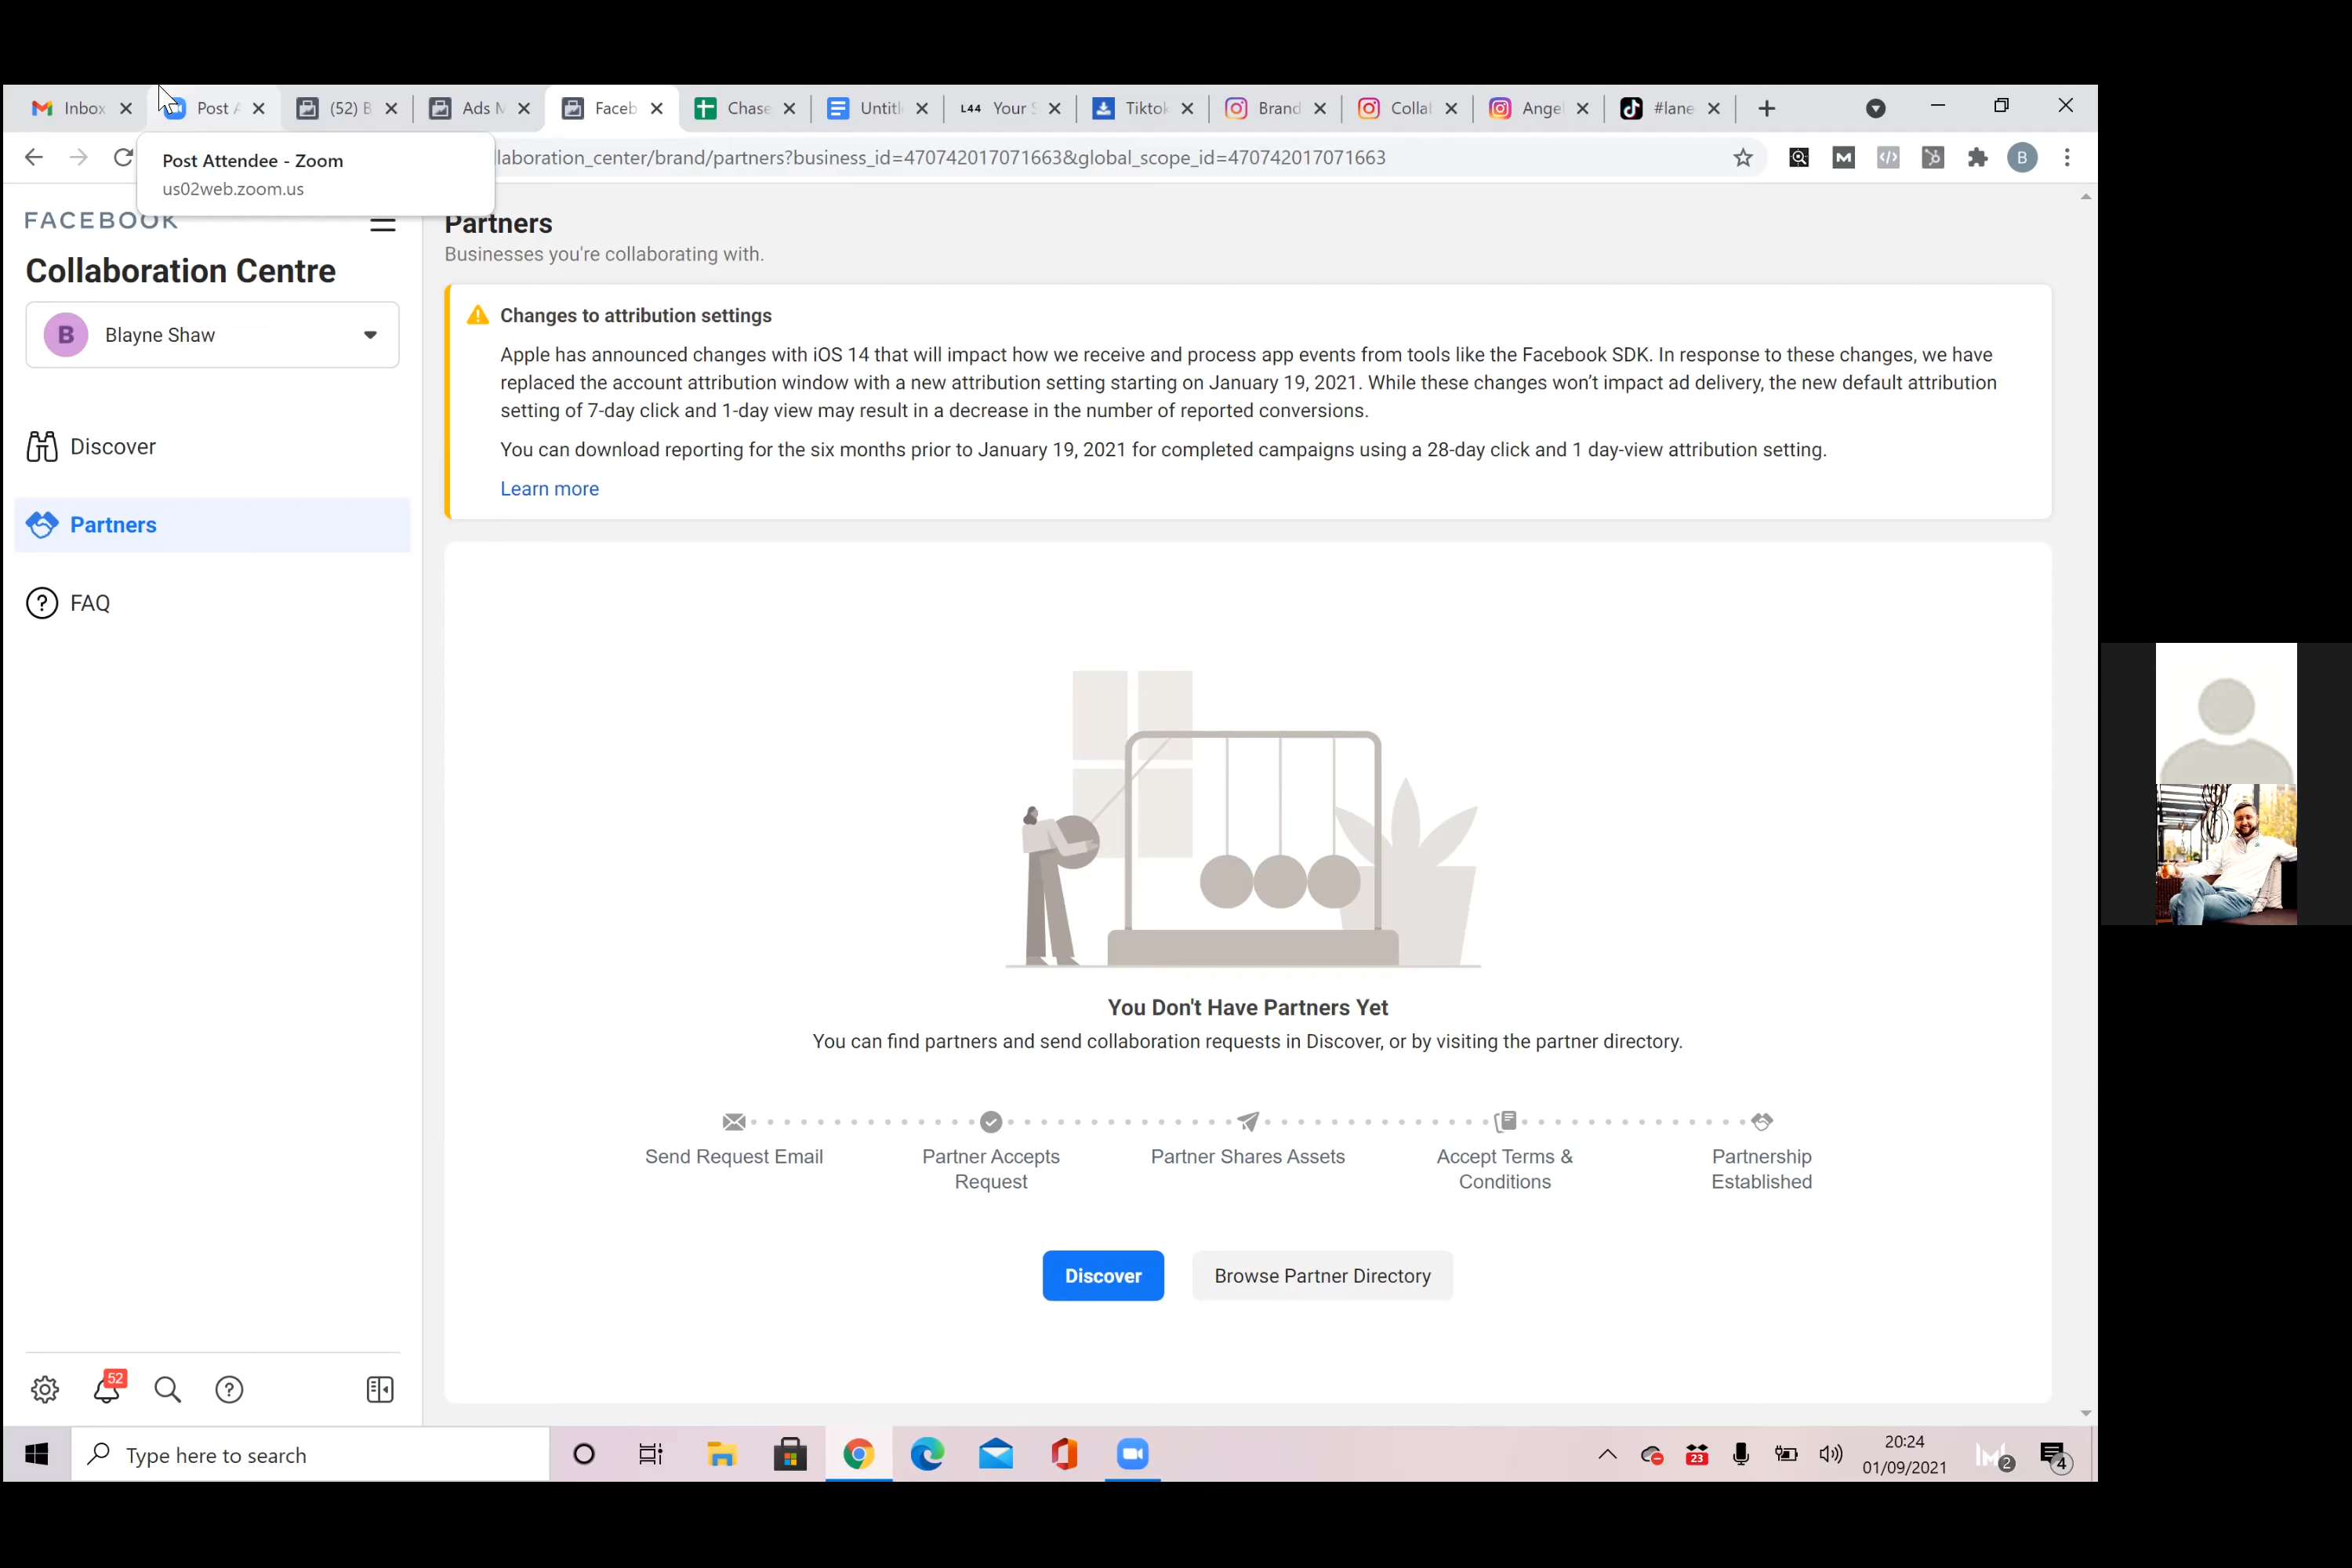 Inbox
Post A
(52) B
Ads M
Faceb
Chase
Untitl
L44 Your S
Tiktok
Brand
Collal
Angel
#lane
laboration_center/brand/partners?business_id=470742017071663&global_scope_id=470742017071663
B
Post Attendee - Zoom
us02web.zoom.us
FACEBOOK
Collaboration Centre
B Blayne Shaw
Discover
Partners
FAQ
52
Partners
Businesses you're collaborating with.
Changes to attribution settings
Apple has announced changes with iOS 14 that will impact how we receive and process app events from tools like the Facebook SDK. In response to these changes, we have
replaced the account attribution window with a new attribution setting starting on January 19, 2021. While these changes won't impact ad delivery, the new default attribution
setting of 7-day click and 1-day view may result in a decrease in the number of reported conversions.
You can download reporting for the six months prior to January 19, 2021 for completed campaigns using a 28-day click and 1 day-view attribution setting.
Learn more
You Don't Have Partners Yet
You can find partners and send collaboration requests in Discover, or by visiting the partner directory.
Send Request Email
Partner Accepts
Request
Partner Shares Assets
Accept Terms &
Conditions
Partnership
Established
Discover
Browse Partner Directory
Type here to search
23
20:24
01/09/2021
2
4